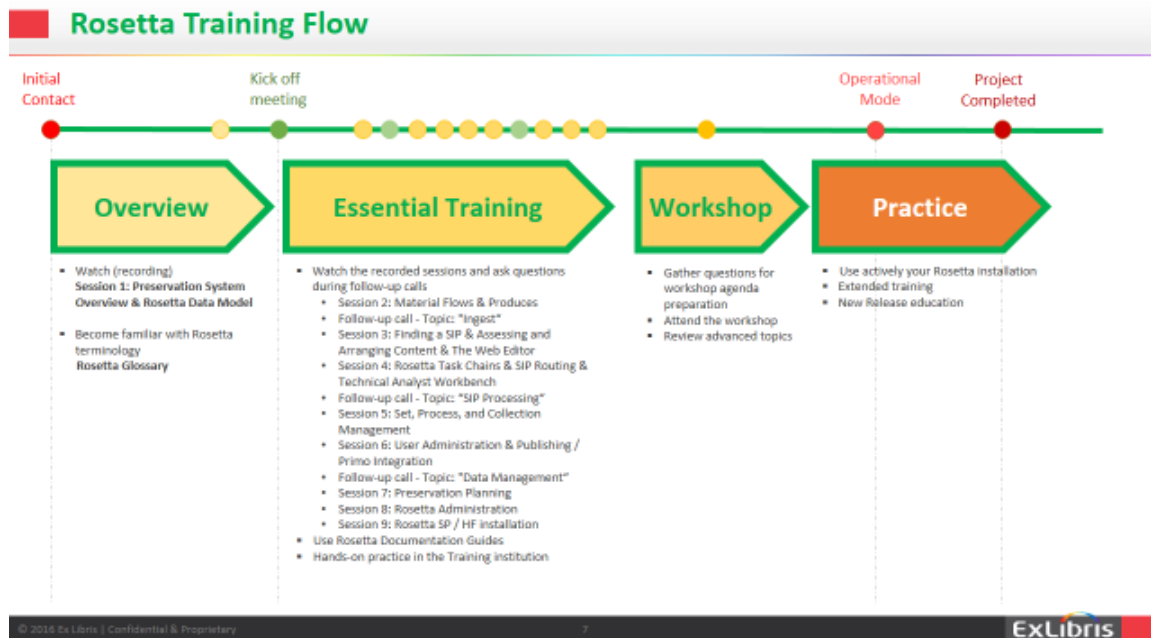 Rosetta Training Flow
Initial
Contact
Kick off
meeting
Operational
Mode
Project
Completed
Overview
Essential Training
Workshop
Practice
▪ Watch (recording)
Session 1: Preservation System
Overview & Rosetta Data Model
▪ Become familiar with Rosetta
terminology
Rosetta Glossary
▪ Watch the recorded sessions and ask questions
during follow-up calls
• Session 2: Material Flows & Produces
• Follow-up call - Topic: "Ingest"
• Session 3: Finding a SIP & Assessing and
Arranging Content & The Web Editor
• Session 4: Rosetta Task Chains & SIP Routing &
Technical Analyst Workbench
• Follow-up call - Topic: "SIP Processing"
• Session 5: Set, Process, and Collection
Management
• Session 6: User Administration & Publishing /
Primo Integration
• Follow-up call - Topic: "Data Management"
• Session 7: Preservation Planning
• Session 8: Rosetta Administration
• Session 9: Rosetta SP / HF installation
▪ Use Rosetta Documentation Guides
▪ Hands-on practice in the Training institution
▪ Gather questions for
workshop agenda
preparation
▪ Attend the workshop
▪ Review advanced topics
▪ Use actively your Rosetta installation
▪ Extended training
▪ New Release education
© 2016 Ex Libris | Confidential & Proprietary
7
ExLibris